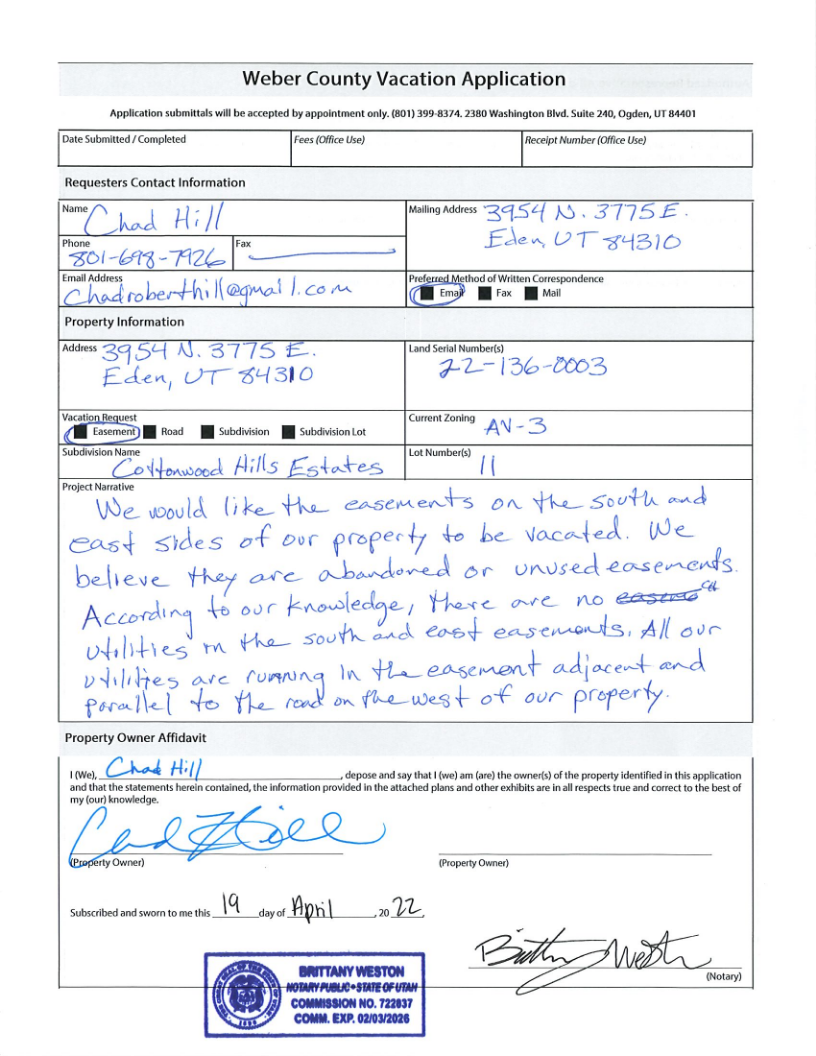 Weber County Vacation Application
Application submittals will be accepted by appointment only. (801) 399-8374. 2380 Washington Blvd. Suite 240, Ogden, UT 84401
Date Submitted / Completed
Fees (Office Use)
Receipt Number (Office Use)
Requesters Contact Information
Name Chad Hill
Mailing Address 3954 N. 3775 E.
Eden, UT 84310
Phone 801-698-7926
Fax
Email Address
Chadroberthill@gmail.com
Preferred Method of Written Correspondence
Email Fax Mail
Property Information
Address 3954 N. 3775 E.
Eden, UT 84310
Land Serial Number(s)
22-136-0003
Vacation Request
Easement Road Subdivision Subdivision Lot
Current Zoning AV-3
Subdivision Name
Cottonwood Hills Estates
Lot Number(s)
11
Project Narrative
We would like the easements on the south and
east sides of our property to be vacated. We
believe they are abandored or unused easements.
According to our knowledge, there are no easeme CH
utilities in the south and east easements. All our
utilities are running in the easement adjacent and
parallel to the road on the west of our property.
Property Owner Affidavit
I (We), Chad Hill, depose and say that I (we) am (are) the owner(s) of the property identified in this application
and that the statements herein contained, the information provided in the attached plans and other exhibits are in all respects true and correct to the best of
my (our) knowledge.
Chad Hill
(Property Owner)
(Property Owner)
Subscribed and sworn to me this 19 day of April, 20 22
Brittany Weston
(Notary)
BRITTANY WESTON
NOTARY PUBLIC • STATE OF UTAH
COMMISSION NO. 722837
COMM. EXP. 02/03/2026